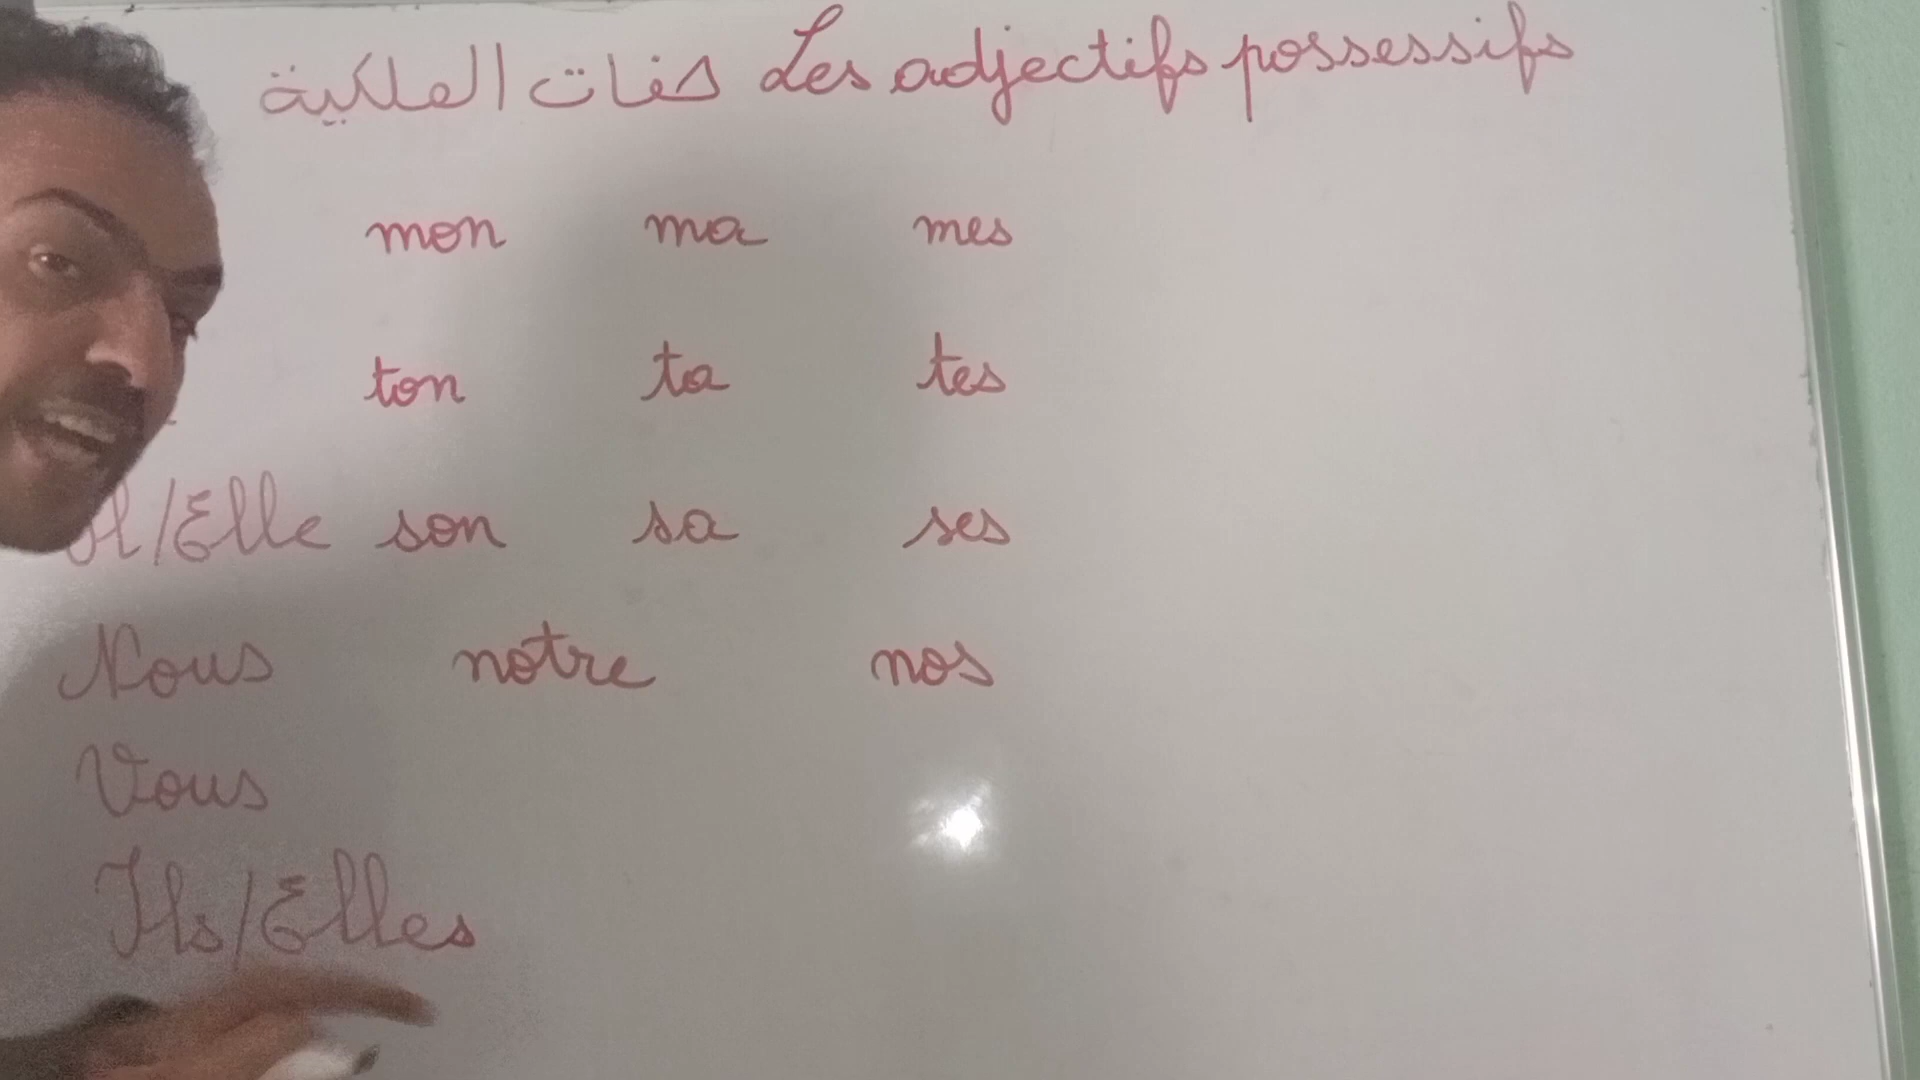 صفات الملكية Les adjectifs possessifs
mon ma mes
ton ta tes
Il/Elle son sa ses
Nous notre nos
Vous
Ils/Elles